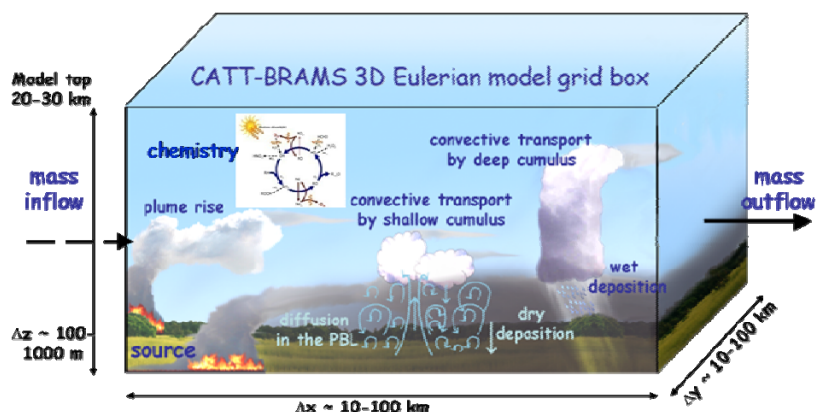 CATT-BRAMS 3D Eulerian model grid box
Model top
20-30 km
chemistry
convective transport
by deep cumulus
mass
inflow
plume rise
convective transport
by shallow cumulus
mass
outflow
wet
deposition
diffusion
in the PBL
dry
deposition
Δz ~ 100-
1000 m
source
Δy ~ 10-100 km
Δx ~ 10-100 km